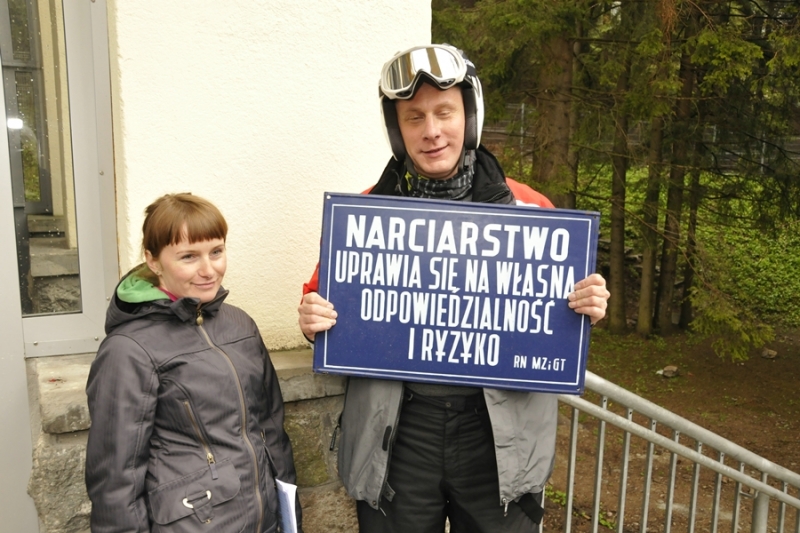 NARCIARSTWO
UPRAWIA SIĘ NA WŁASNĄ
ODPOWIEDZIALNOŚĆ
I RYZYKO
RN MZiGT